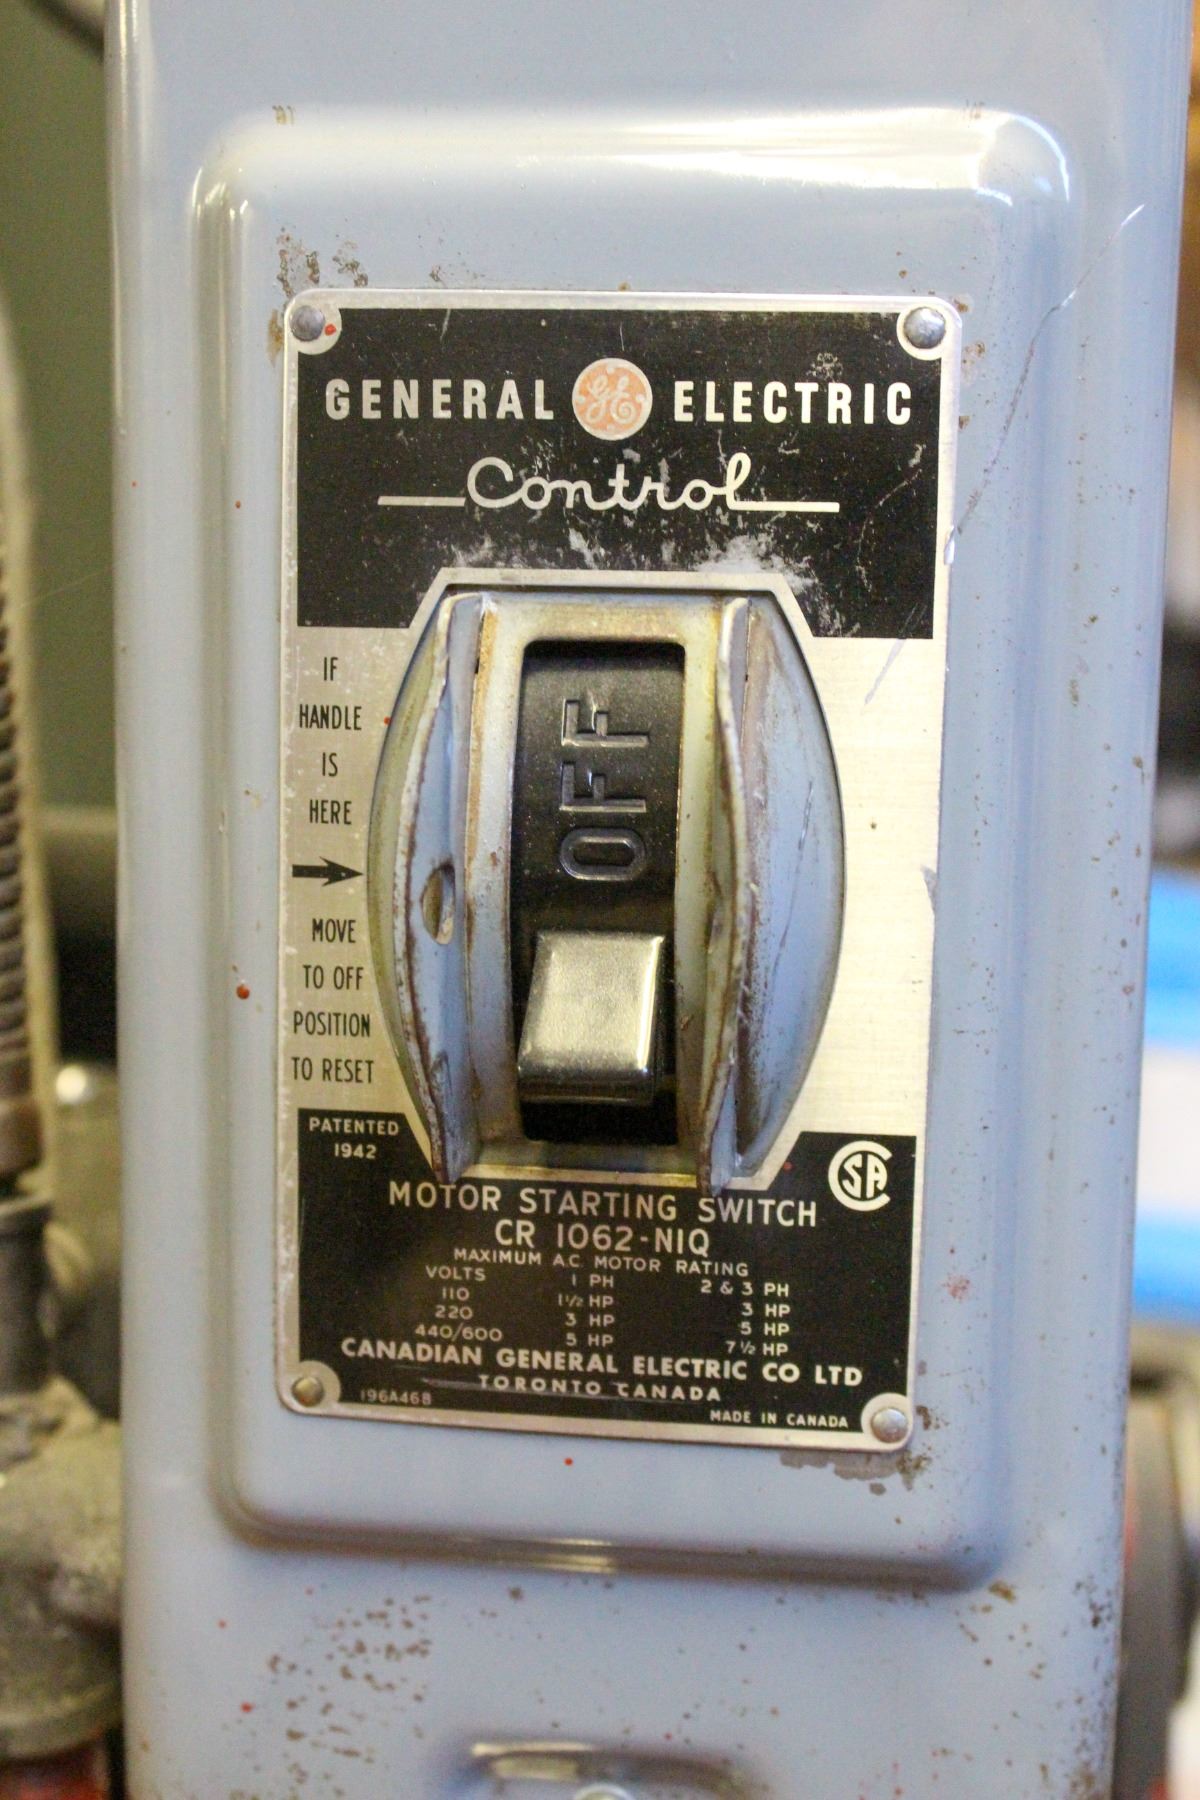 GENERAL GE ELECTRIC
Control
IF
HANDLE
IS
HERE
MOVE
TO OFF
POSITION
TO RESET
OFF
PATENTED
1942
CSA
MOTOR STARTING SWITCH
CR 1062-N1Q
MAXIMUM A.C. MOTOR RATING
VOLTS 1 PH 2 & 3 PH
110 1½ HP 3 HP
220 3 HP 5 HP
440/600 5 HP 7½ HP
CANADIAN GENERAL ELECTRIC CO LTD
TORONTO CANADA
196A468
MADE IN CANADA